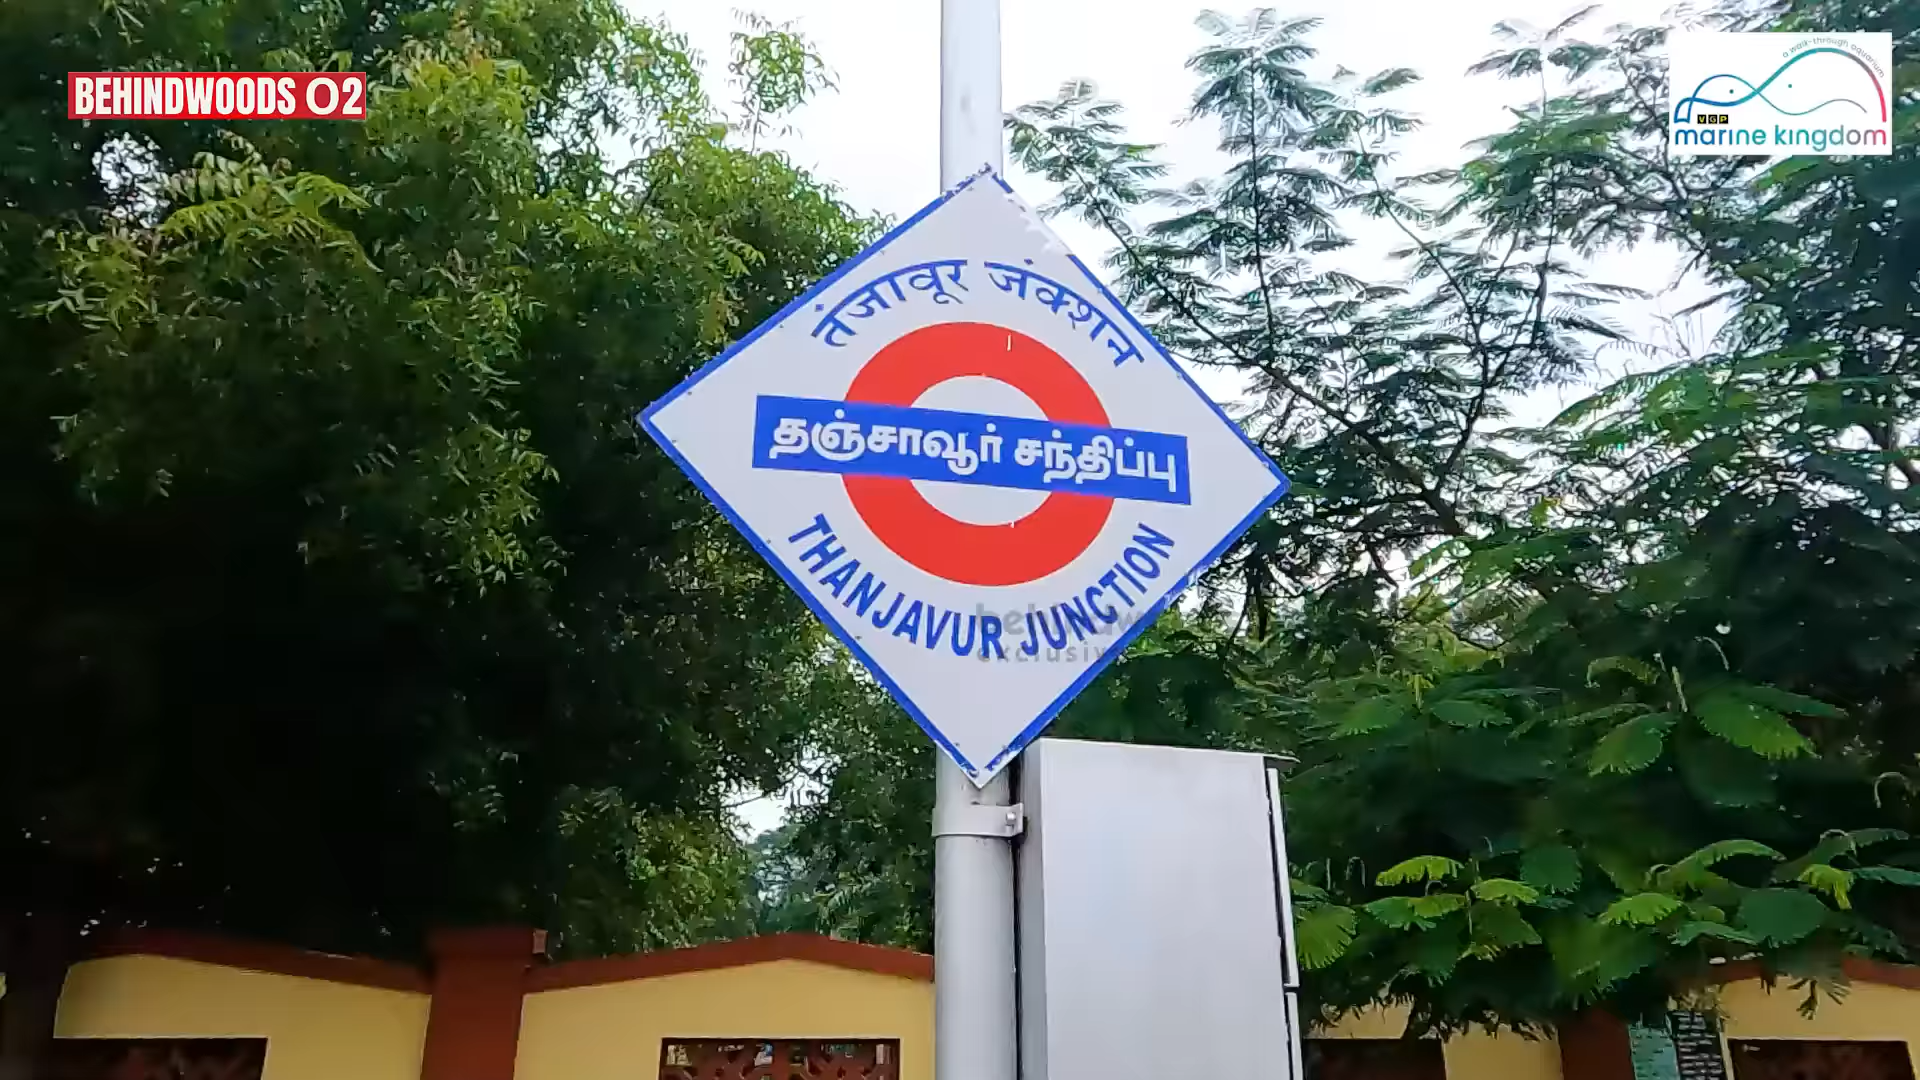 BEHINDWOODS O2
a walk-through aquarium
VGP
marine kingdom
तंजावूर जंक्शन
தஞ்சாவூர் சந்திப்பு
THANJAVUR JUNCTION